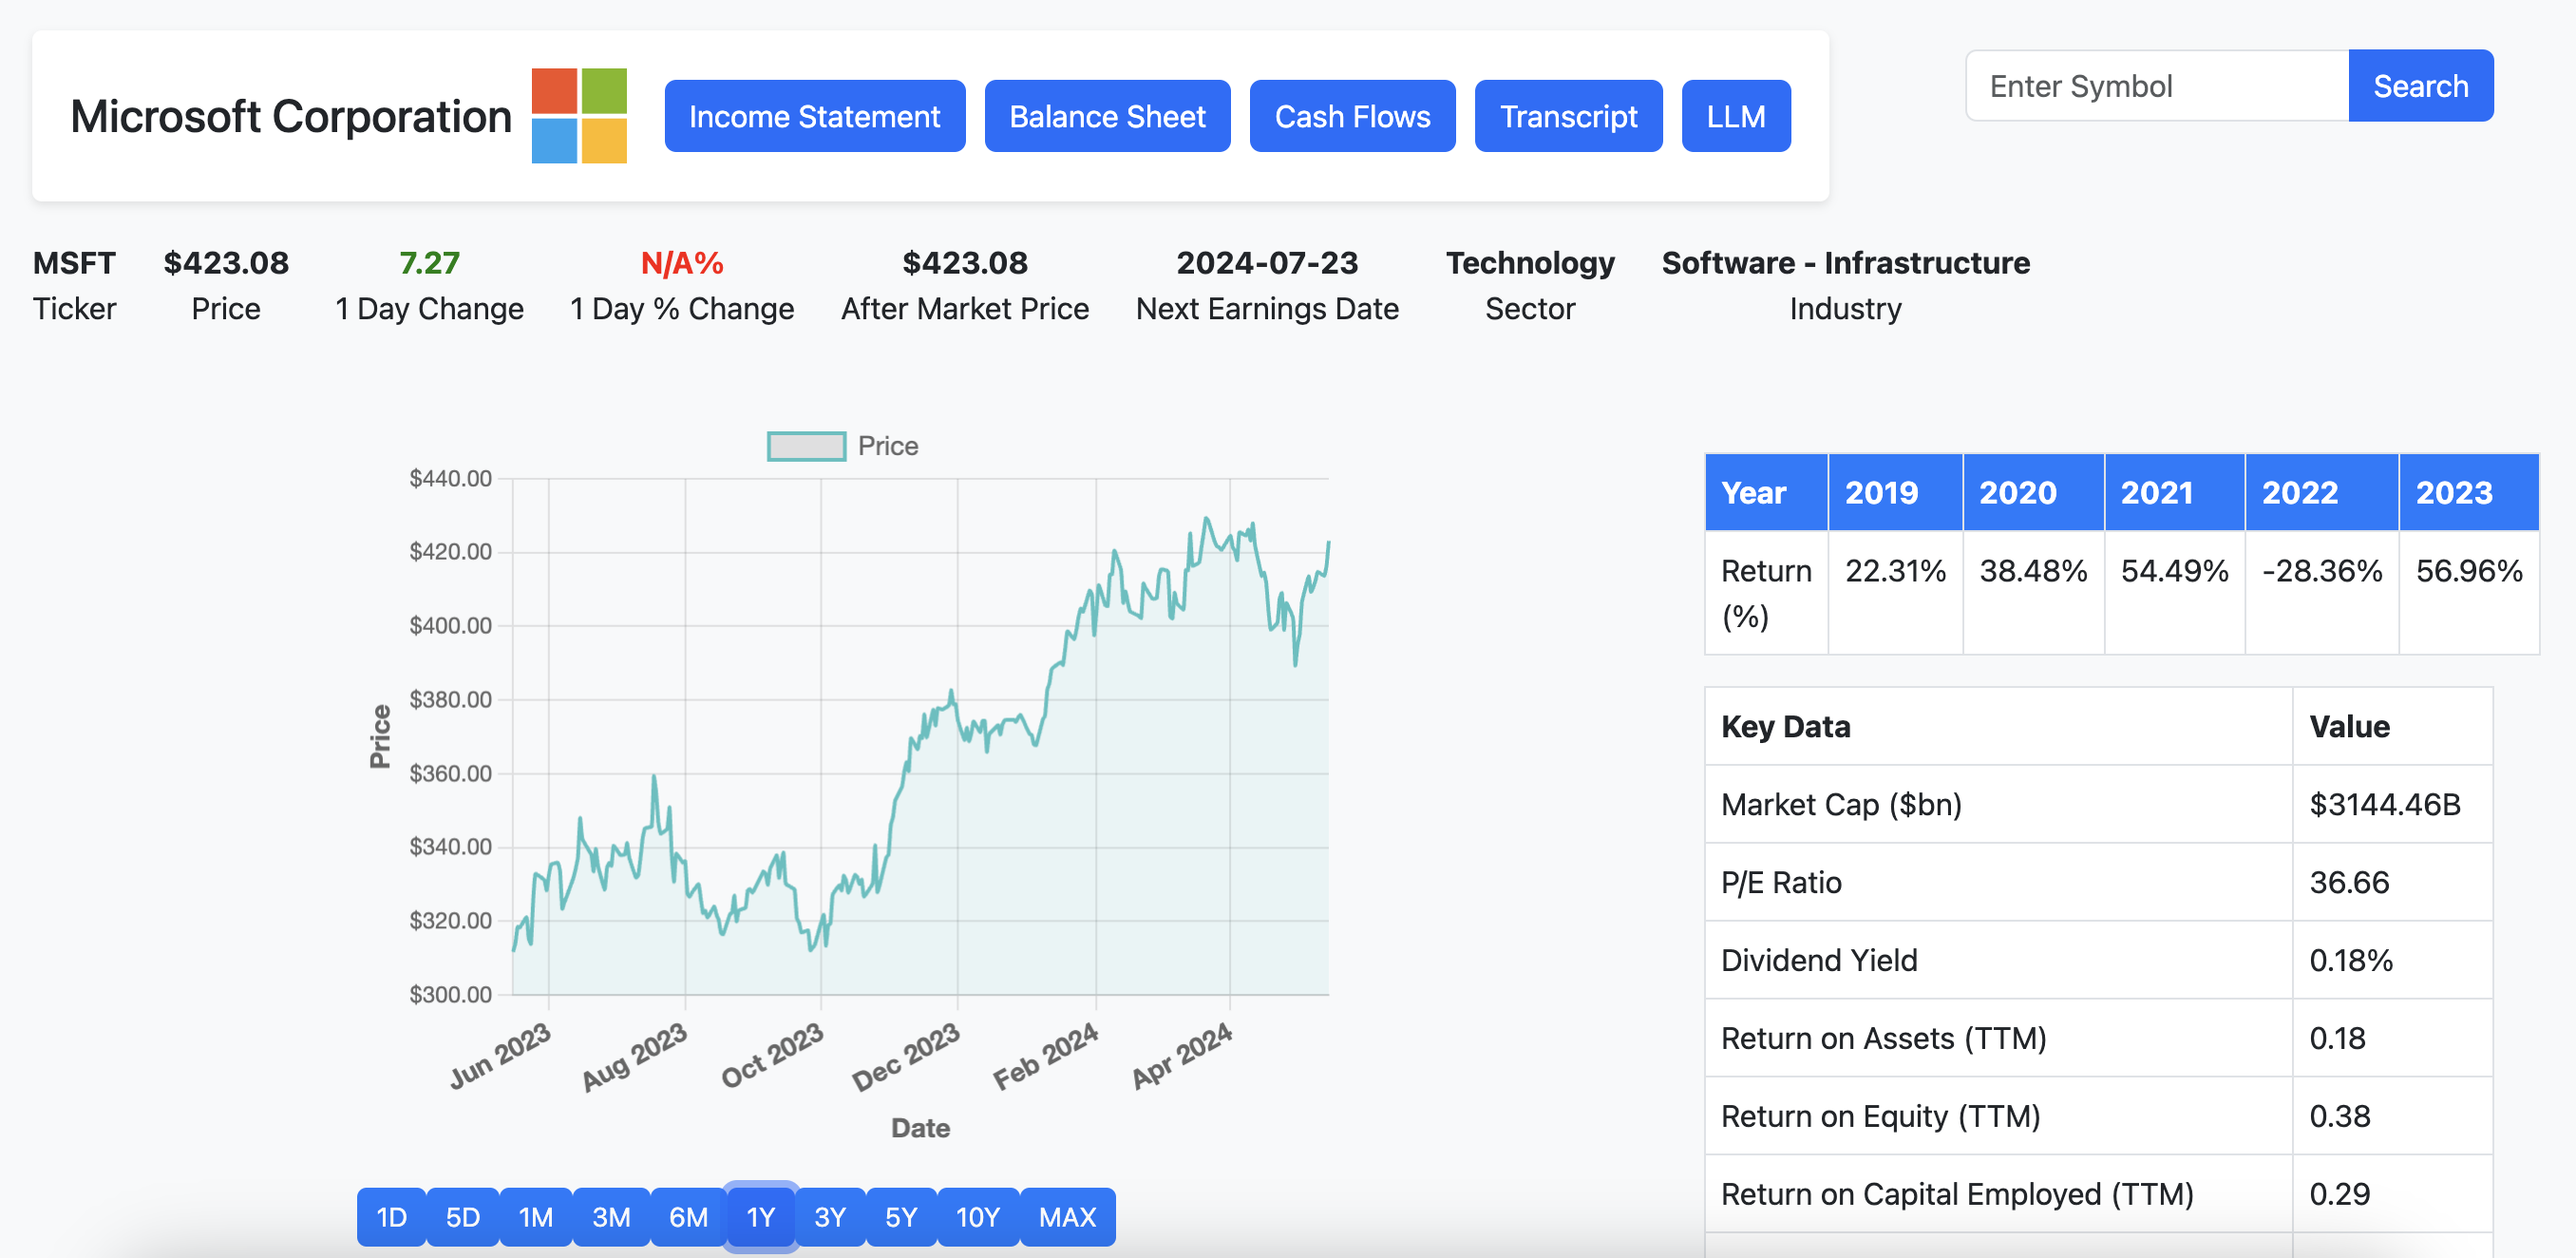 Microsoft Corporation
Income Statement
Balance Sheet
Cash Flows
Transcript
LLM
Enter Symbol
Search
MSFT
Ticker
$423.08
Price
7.27
1 Day Change
N/A%
1 Day % Change
$423.08
After Market Price
2024-07-23
Next Earnings Date
Technology
Sector
Software - Infrastructure
Industry
Price
$440.00
$420.00
$400.00
$380.00
$360.00
$340.00
$320.00
$300.00
Price
Jun 2023
Aug 2023
Oct 2023
Dec 2023
Feb 2024
Apr 2024
Date
1D 5D 1M 3M 6M 1Y 3Y 5Y 10Y MAX
Year 2019 2020 2021 2022 2023
Return 22.31% 38.48% 54.49% -28.36% 56.96%
(%)
Key Data Value
Market Cap ($bn) $3144.46B
P/E Ratio 36.66
Dividend Yield 0.18%
Return on Assets (TTM) 0.18
Return on Equity (TTM) 0.38
Return on Capital Employed (TTM) 0.29